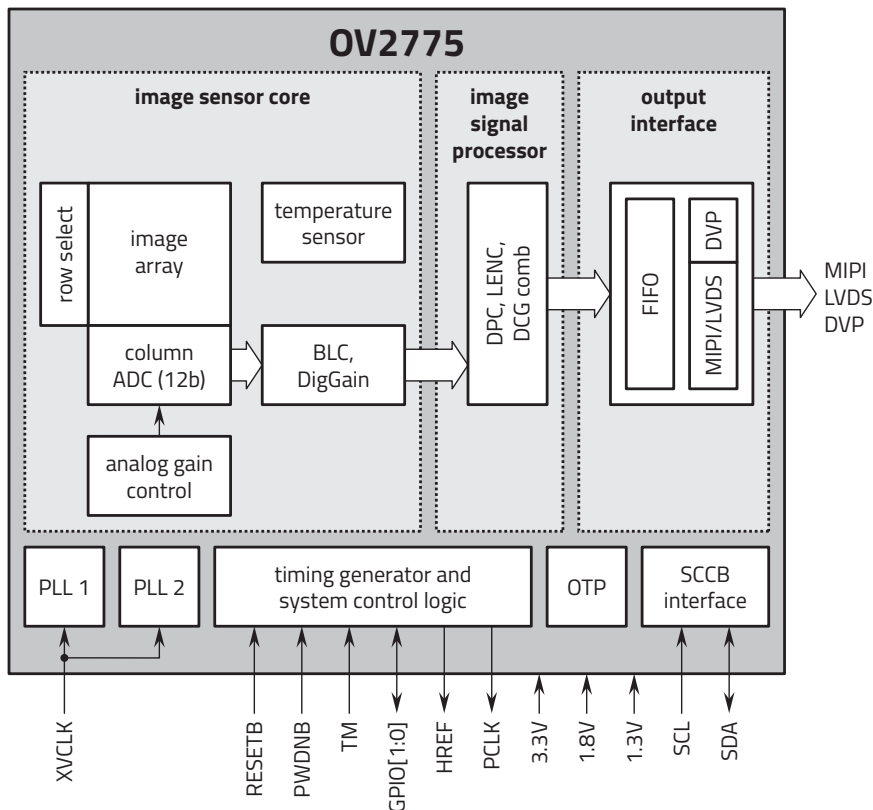 OV2775
image sensor core
image
signal
processor
output
interface
row select
image
array
temperature
sensor
column
ADC (12b)
BLC,
DigGain
analog gain
control
DPC, LENC,
DCG comb
FIFO
DVP
MIPI/LVDS
MIPI
LVDS
DVP
PLL 1
PLL 2
timing generator and
system control logic
OTP
SCCB
interface
XVCLK
RESETB
PWDNB
TM
GPIO[1:0]
HREF
PCLK
3.3V
1.8V
1.3V
SCL
SDA